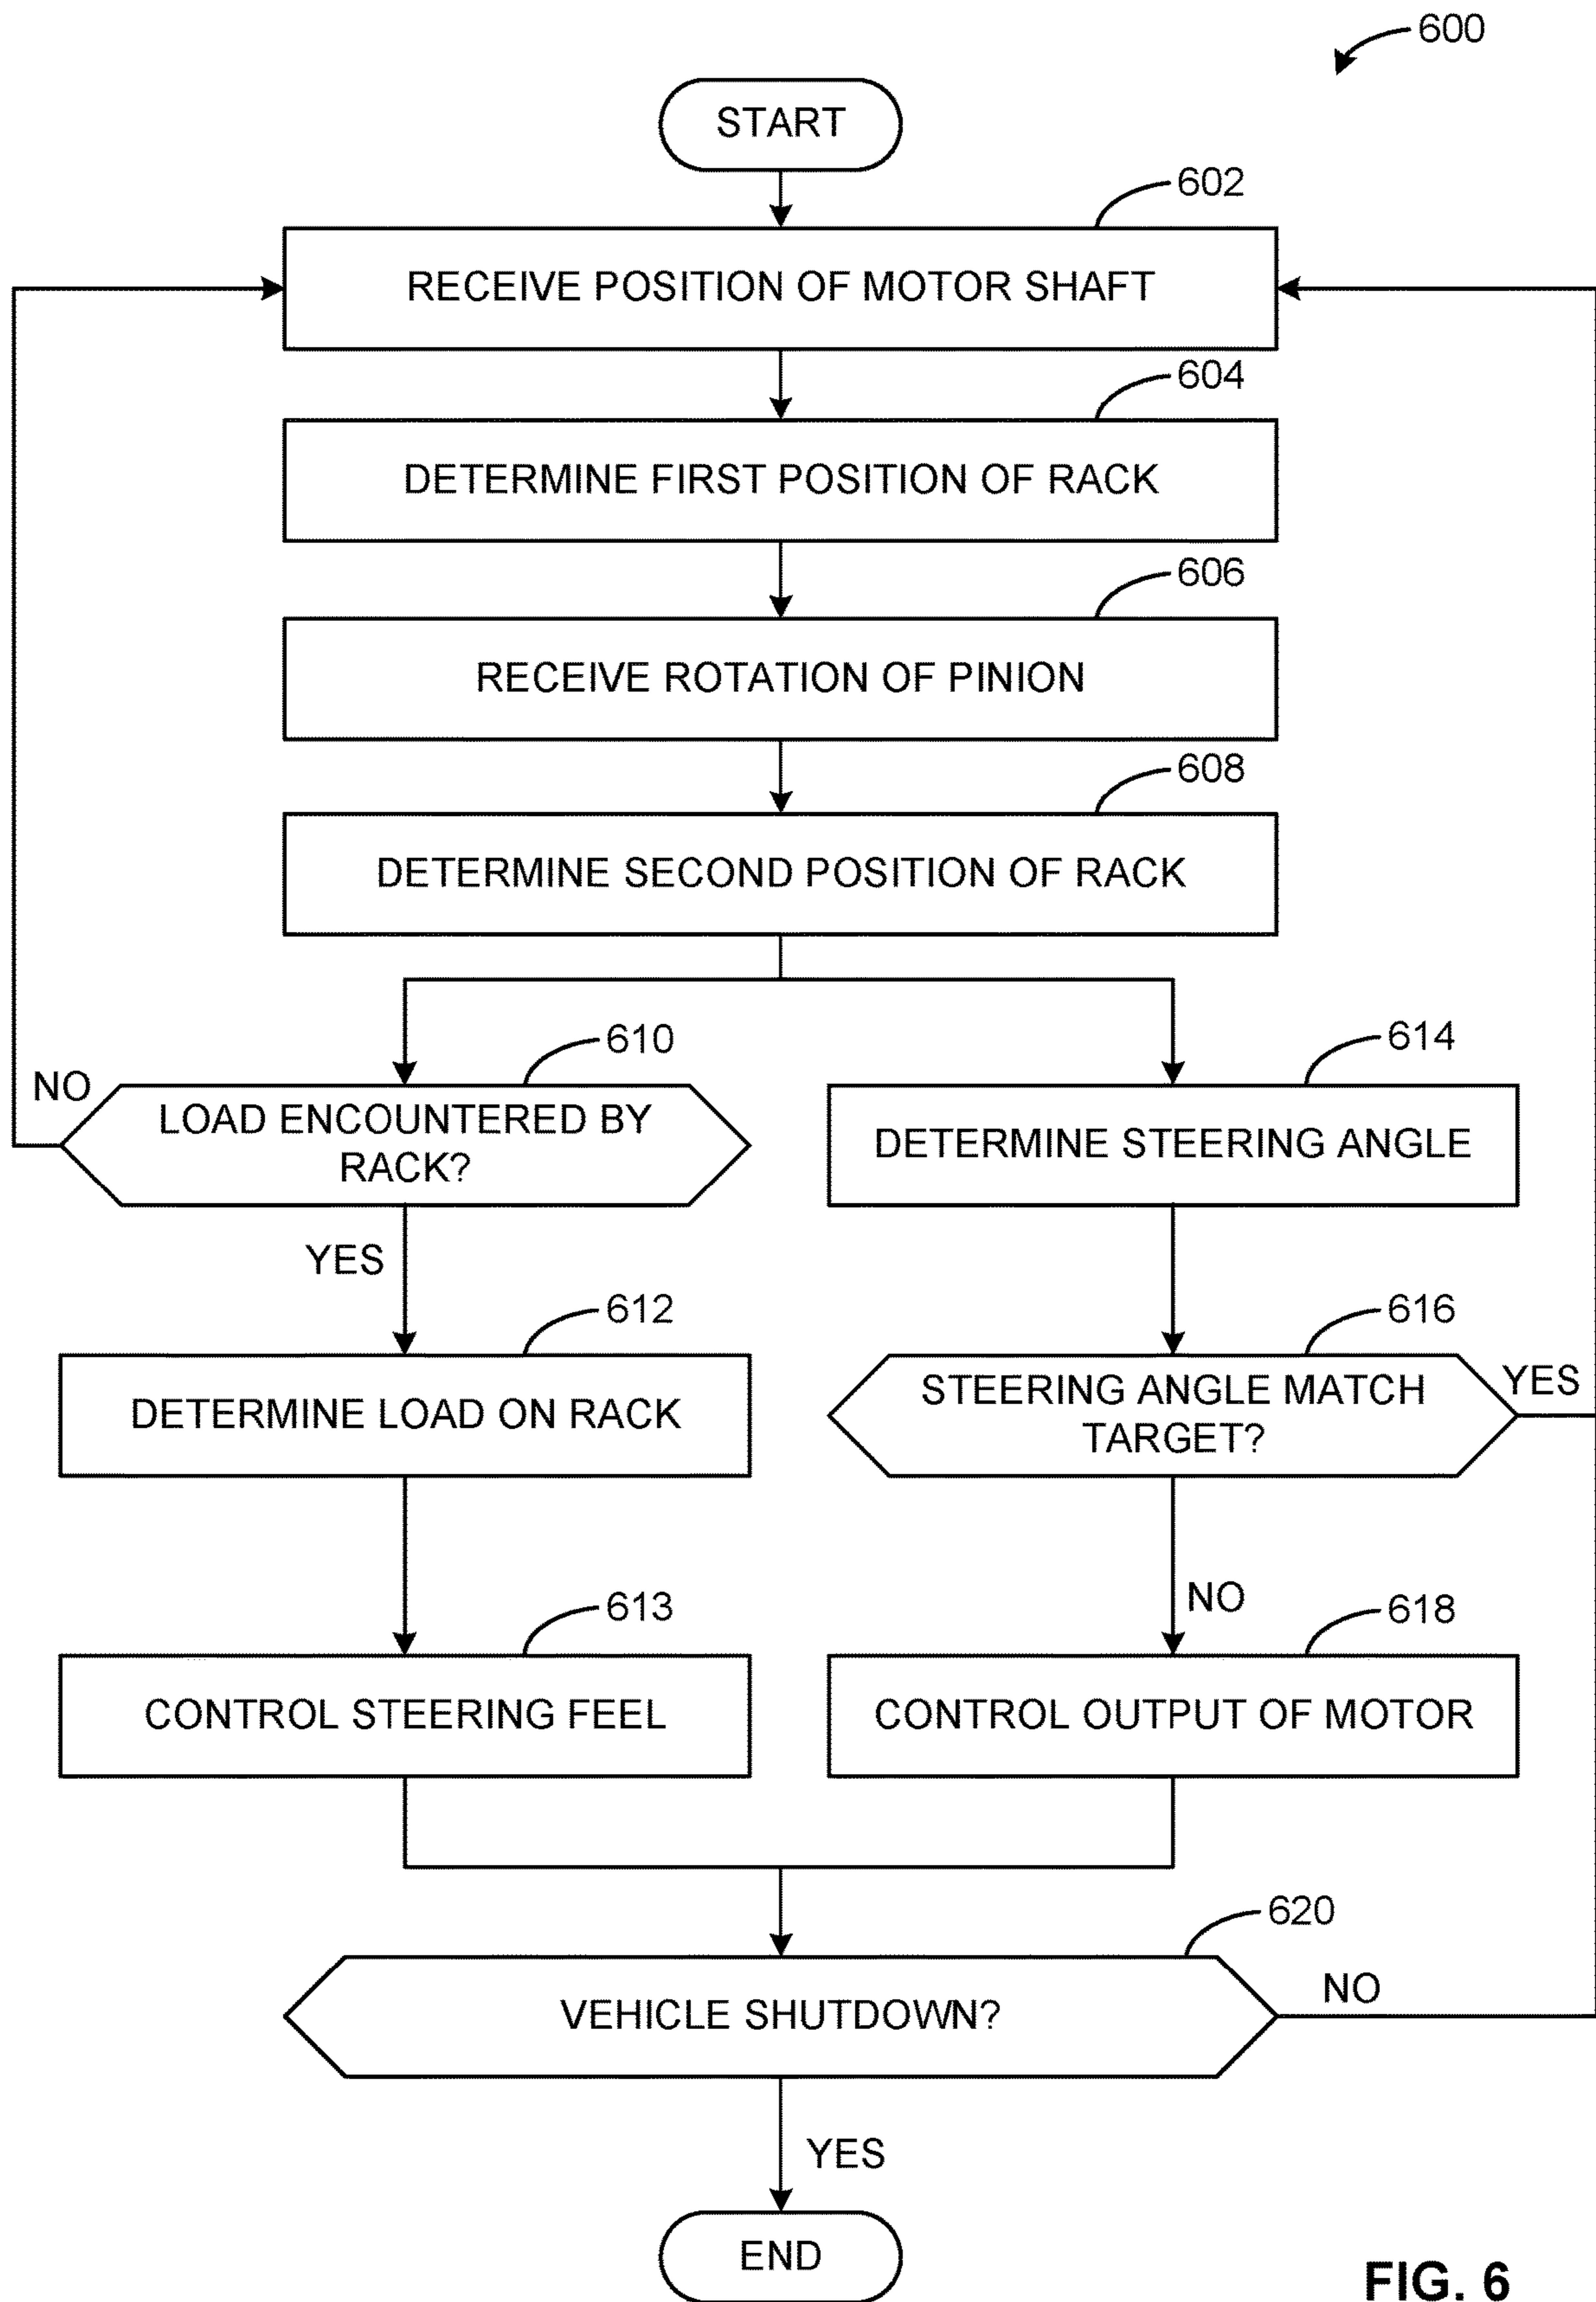 600
START
602
RECEIVE POSITION OF MOTOR SHAFT
604
DETERMINE FIRST POSITION OF RACK
606
RECEIVE ROTATION OF PINION
608
DETERMINE SECOND POSITION OF RACK
610
614
NO
LOAD ENCOUNTERED BY
RACK?
DETERMINE STEERING ANGLE
YES
612
616
DETERMINE LOAD ON RACK
STEERING ANGLE MATCH
TARGET?
YES
NO
613
618
CONTROL STEERING FEEL
CONTROL OUTPUT OF MOTOR
620
VEHICLE SHUTDOWN?
NO
YES
END
FIG. 6